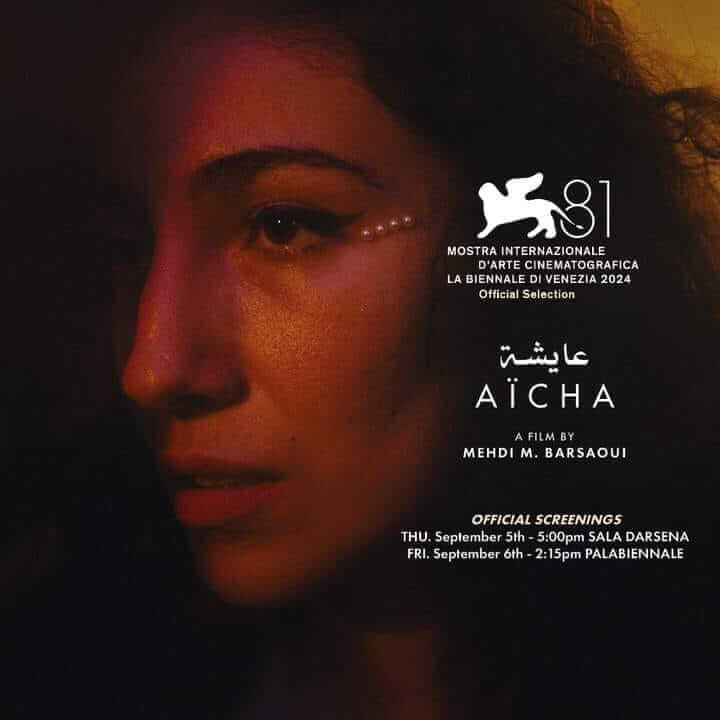 81
MOSTRA INTERNAZIONALE
D'ARTE CINEMATOGRAFICA
LA BIENNALE DI VENEZIA 2024
Official Selection
عايشة
AÏCHA
A FILM BY
MEHDI M. BARSAOUI
OFFICIAL SCREENINGS
THU. September 5th - 5:00pm SALA DARSENA
FRI. September 6th - 2:15pm PALABIENNALE